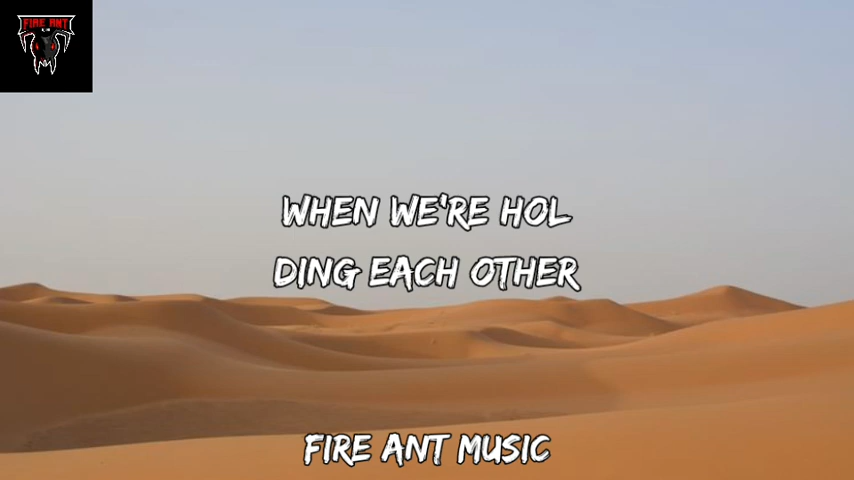 FIRE ANT
WHEN WE'RE HOL
DING EACH OTHER
FIRE ANT MUSIC